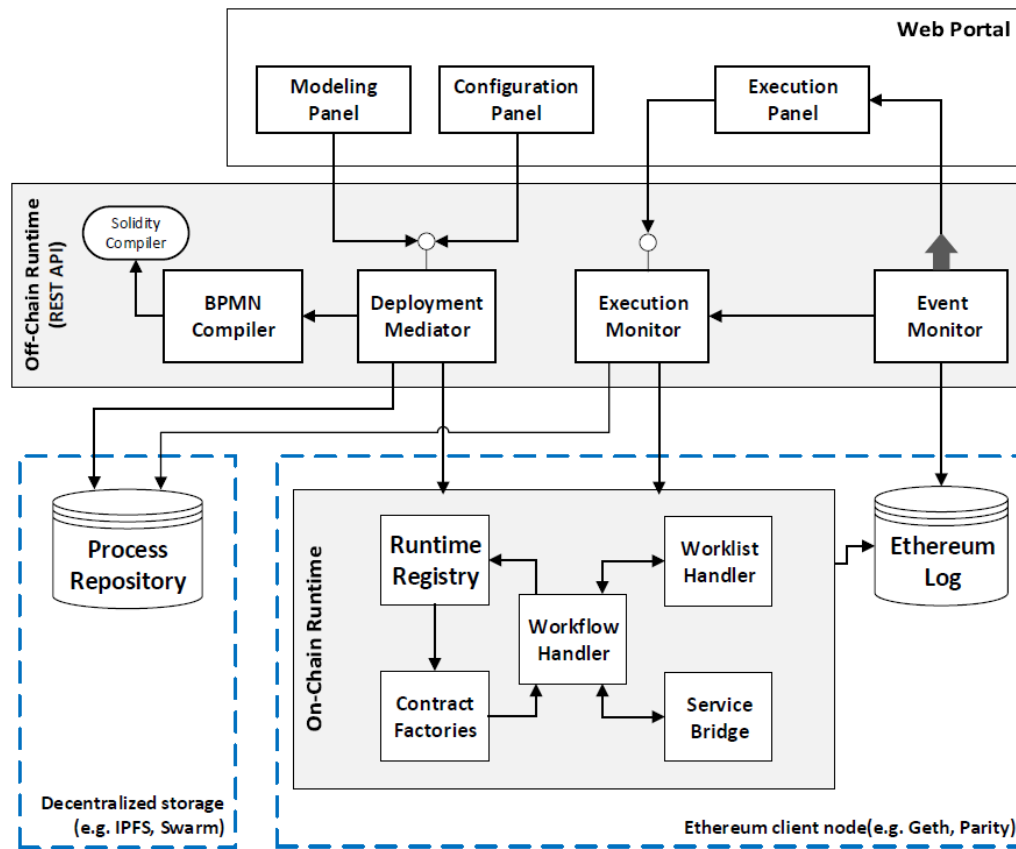 Web Portal
Modeling
Panel
Configuration
Panel
Execution
Panel
Off-Chain Runtime
(REST API)
Solidity
Compiler
BPMN
Compiler
Deployment
Mediator
Execution
Monitor
Event
Monitor
Process
Repository
On-Chain Runtime
Runtime
Registry
Worklist
Handler
Workflow
Handler
Contract
Factories
Service
Bridge
Ethereum
Log
Decentralized storage
(e.g. IPFS, Swarm)
Ethereum client node(e.g. Geth, Parity)